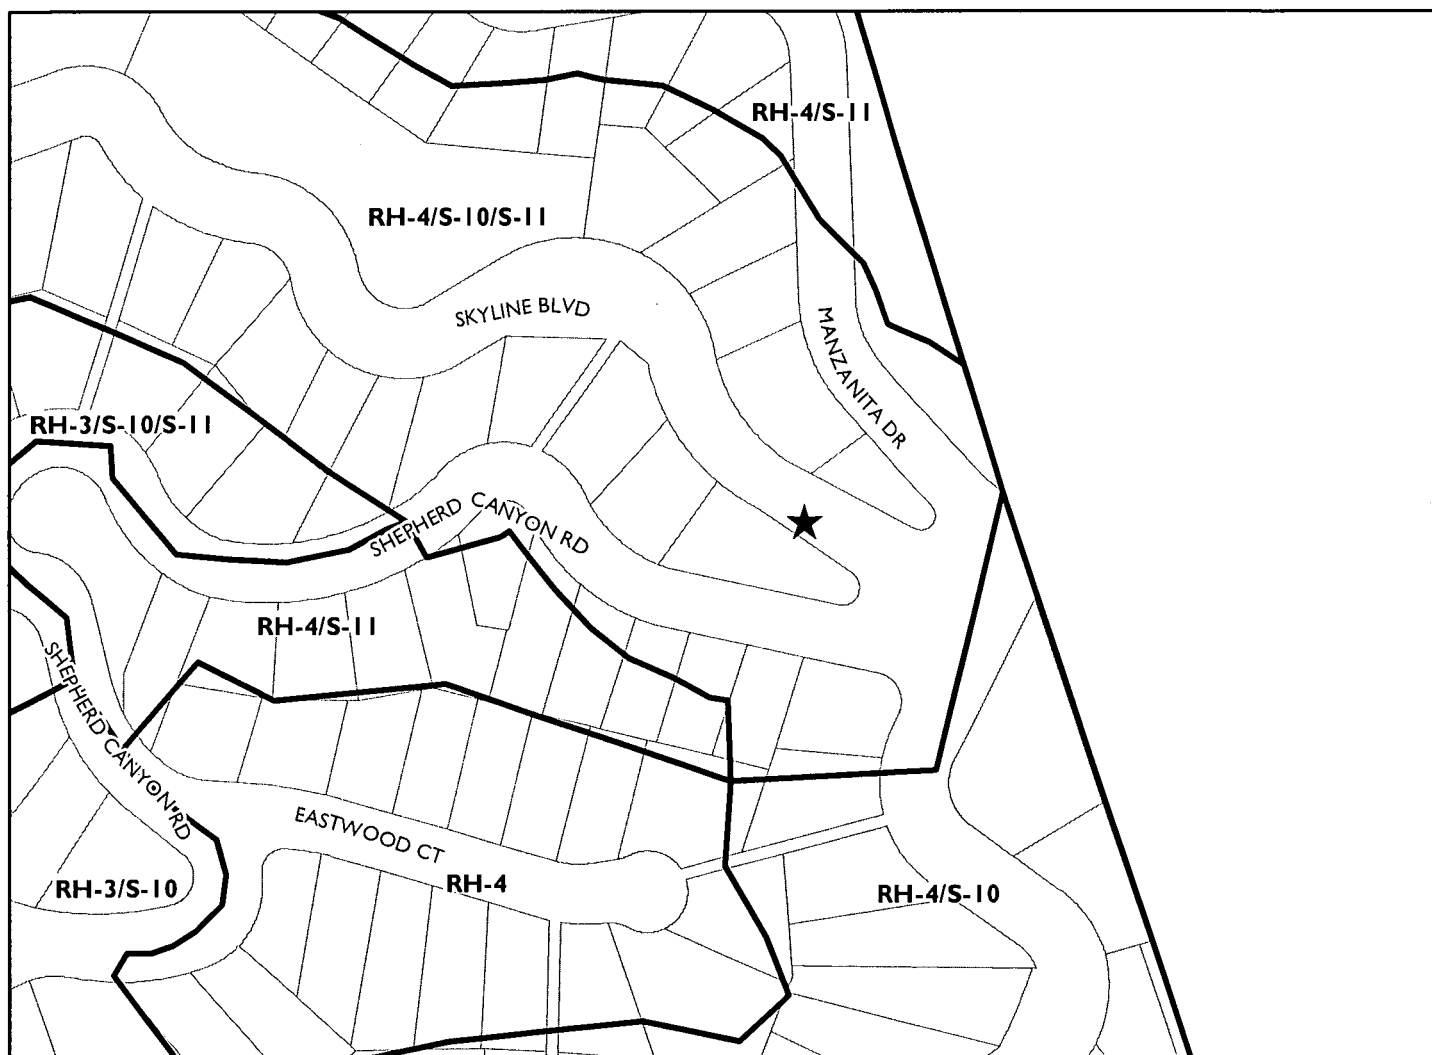 RH-4/S-11
RH-4/S-10/S-11
SKYLINE BLVD
MANZANITA DR
RH-3/S-10/S-11
SHEPHERD CANYON RD
RH-4/S-11
SHEPHERD CANYON RD
EASTWOOD CT
RH-4
RH-3/S-10
RH-4/S-10